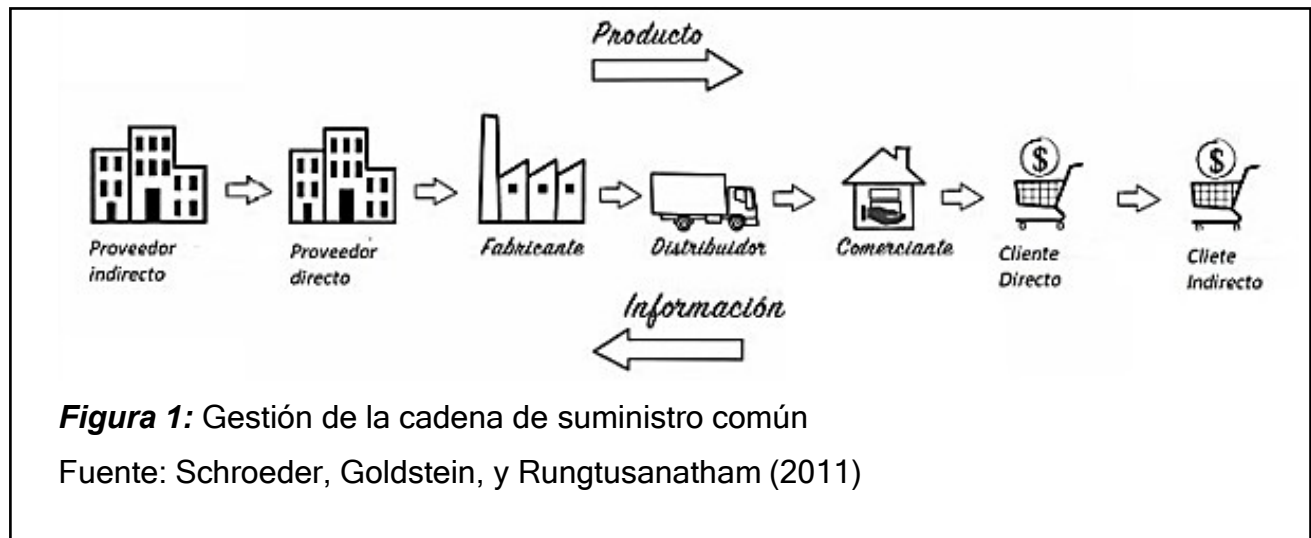 Producto
Proveedor
indirecto
Proveedor
directo
Fabricante
Distribuidor
Comerciante
$
Cliente
Directo
$
Cliete
Indirecto
Información
Figura 1: Gestión de la cadena de suministro común
Fuente: Schroeder, Goldstein, y Rungtusanatham (2011)